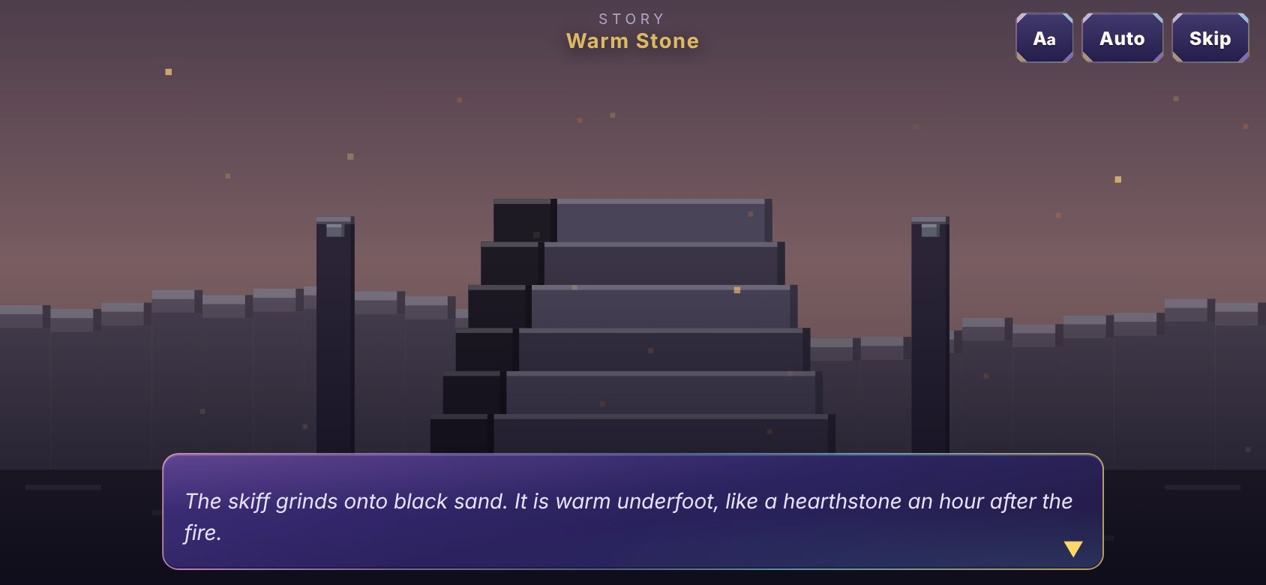 STORY
Warm Stone
Aa
Auto
Skip
The skiff grinds onto black sand. It is warm underfoot, like a hearthstone an hour after the
fire.